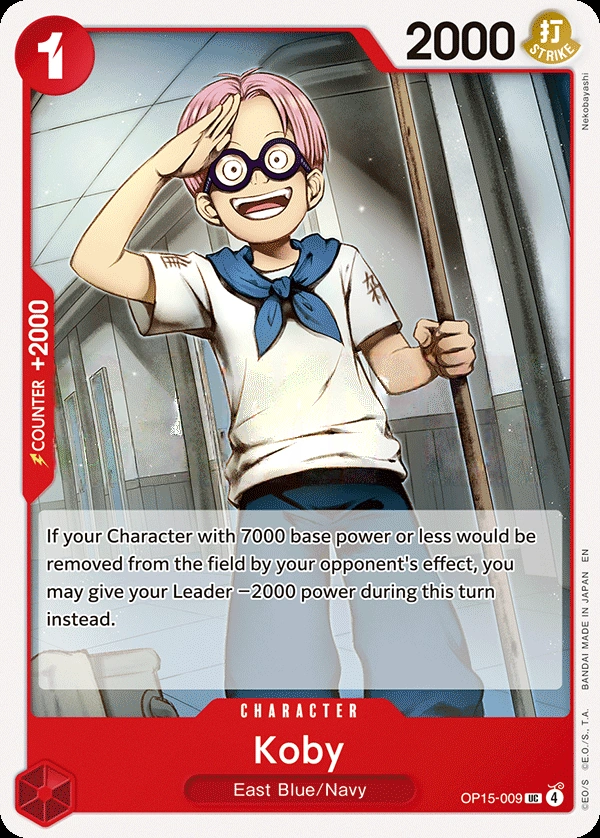 1
2000
打
STRIKE
Nekobayashi
COUNTER +2000
If your Character with 7000 base power or less would be
removed from the field by your opponent's effect, you
may give your Leader −2000 power during this turn
instead.
CHARACTER
Koby
East Blue/Navy
OP15-009 UC 4
©EO/S ©E.O./S., T.A. BANDAI MADE IN JAPAN EN